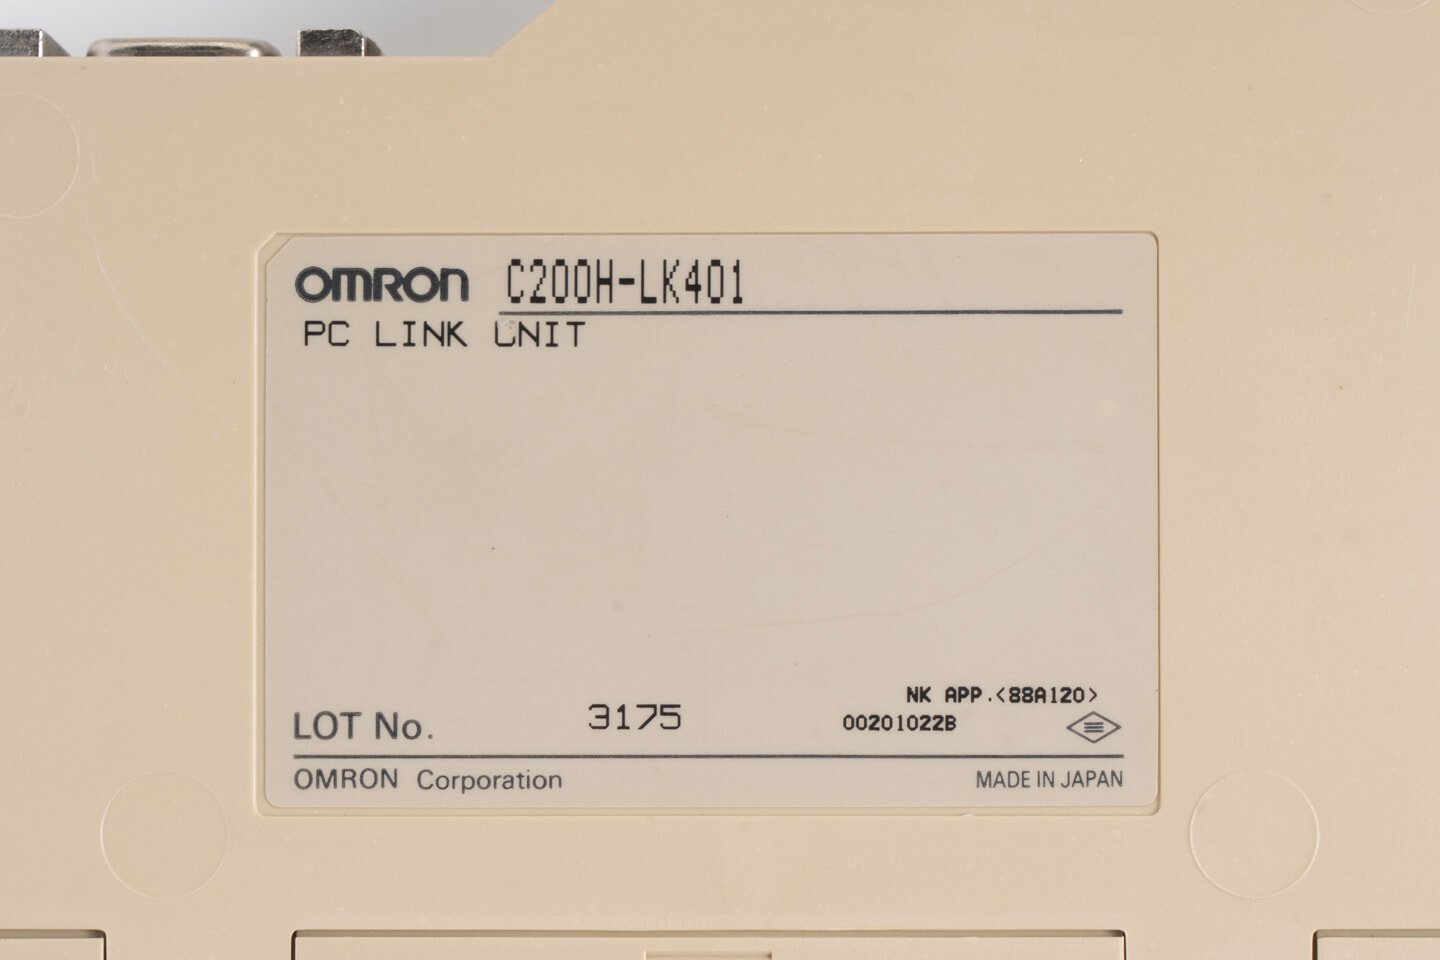 OMRON C200H-LK401
PC LINK UNIT
NK APP.<88A120>
LOT No. 3175 00201022B
OMRON Corporation MADE IN JAPAN